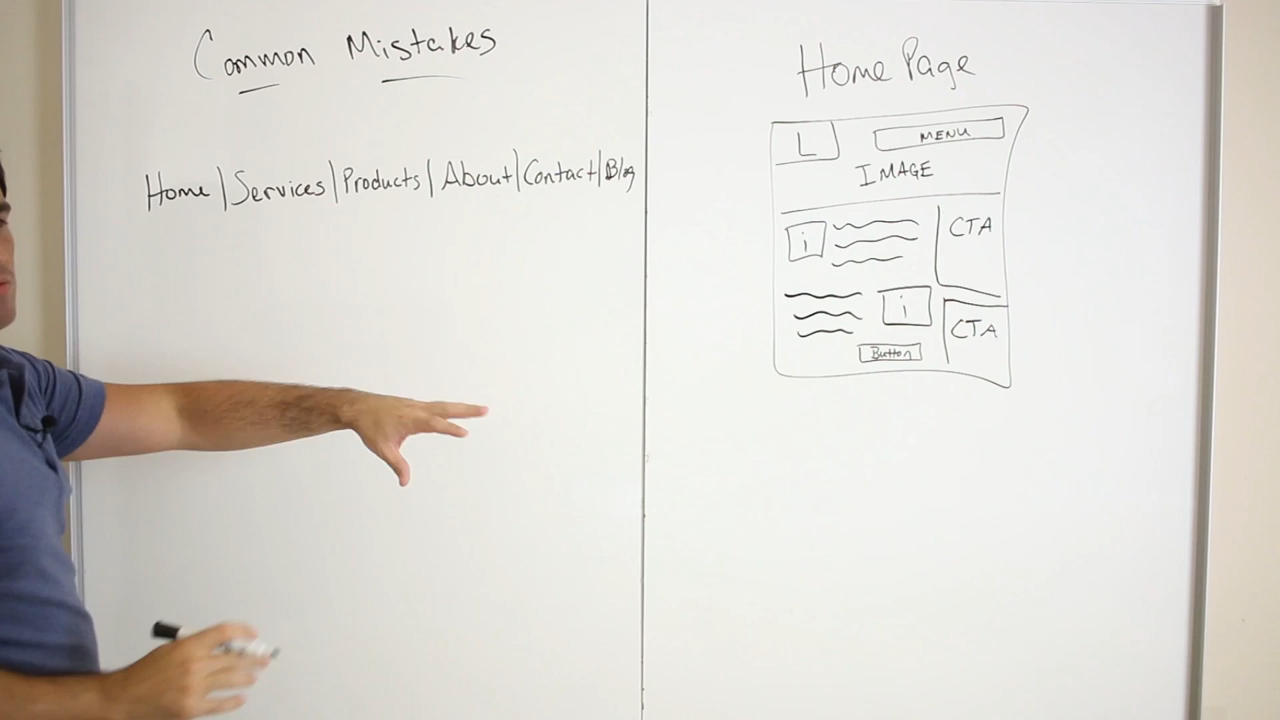 Common Mistakes
Home | Services | Products | About | Contact | Blog
Home Page
L
MENU
IMAGE
i
CTA
i
CTA
Button